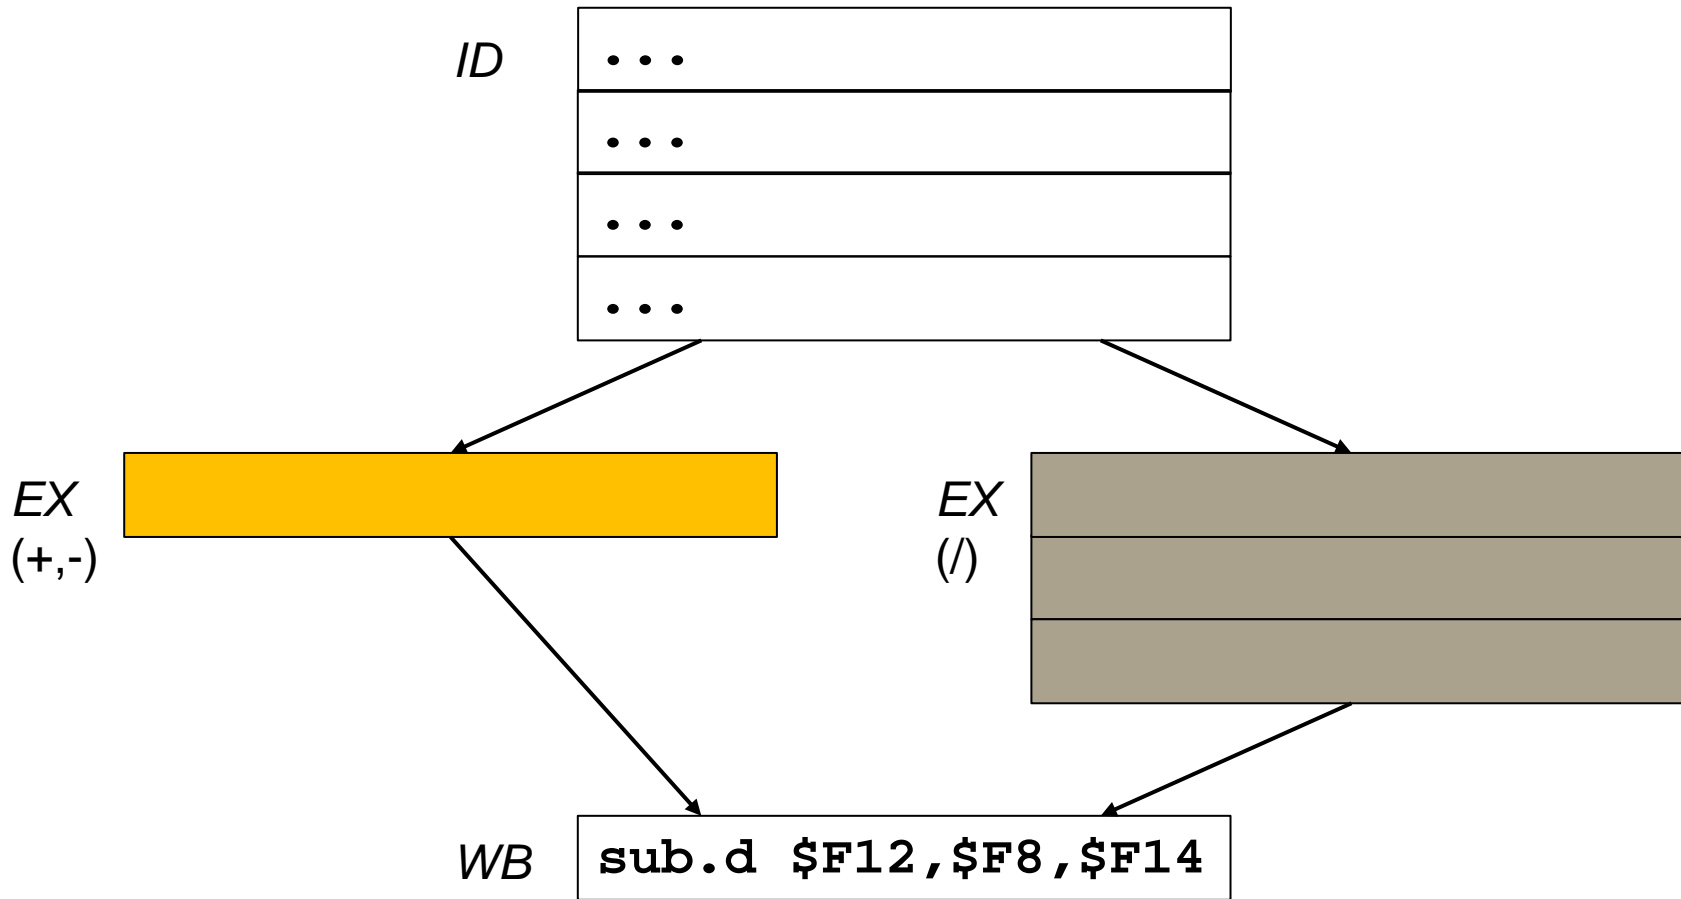 ID
...
...
...
...
EX
(+,-)
EX
(/)
WB
sub.d $F12,$F8,$F14